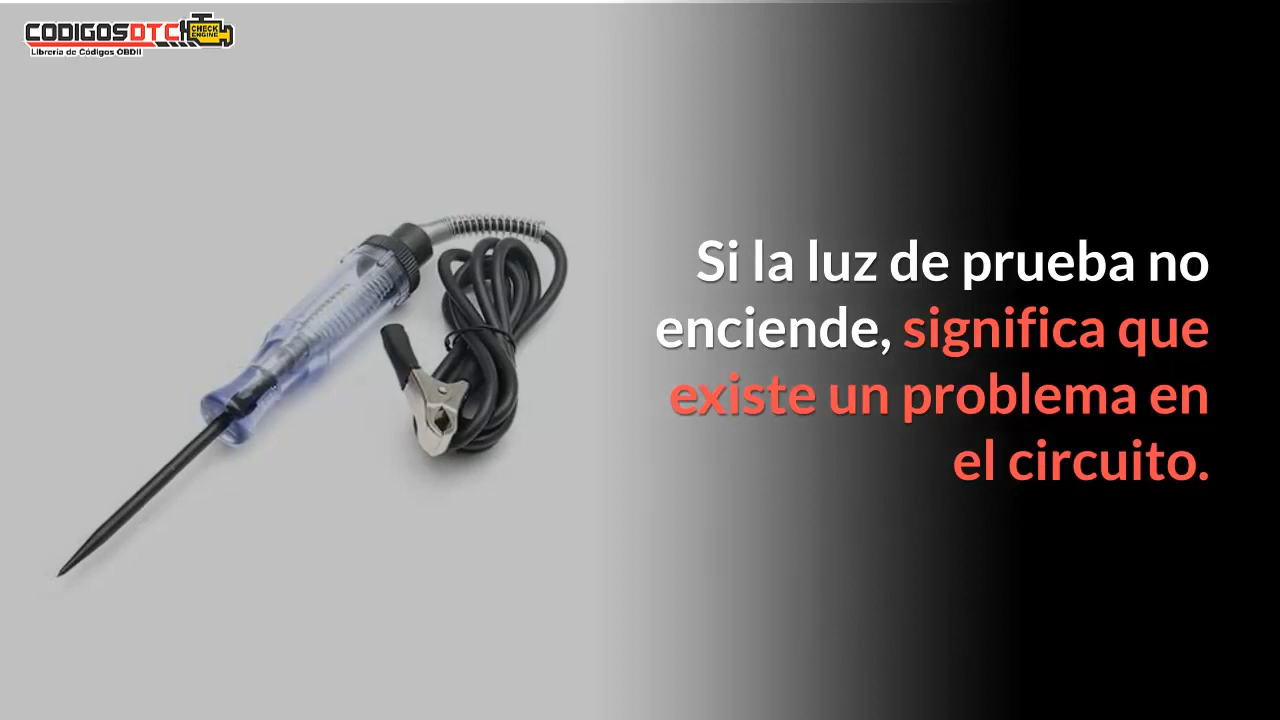 CODIGOSDTC
CHECK
ENGINE
Librería de Códigos OBDII
Si la luz de prueba no
enciende, significa que
existe un problema en
el circuito.